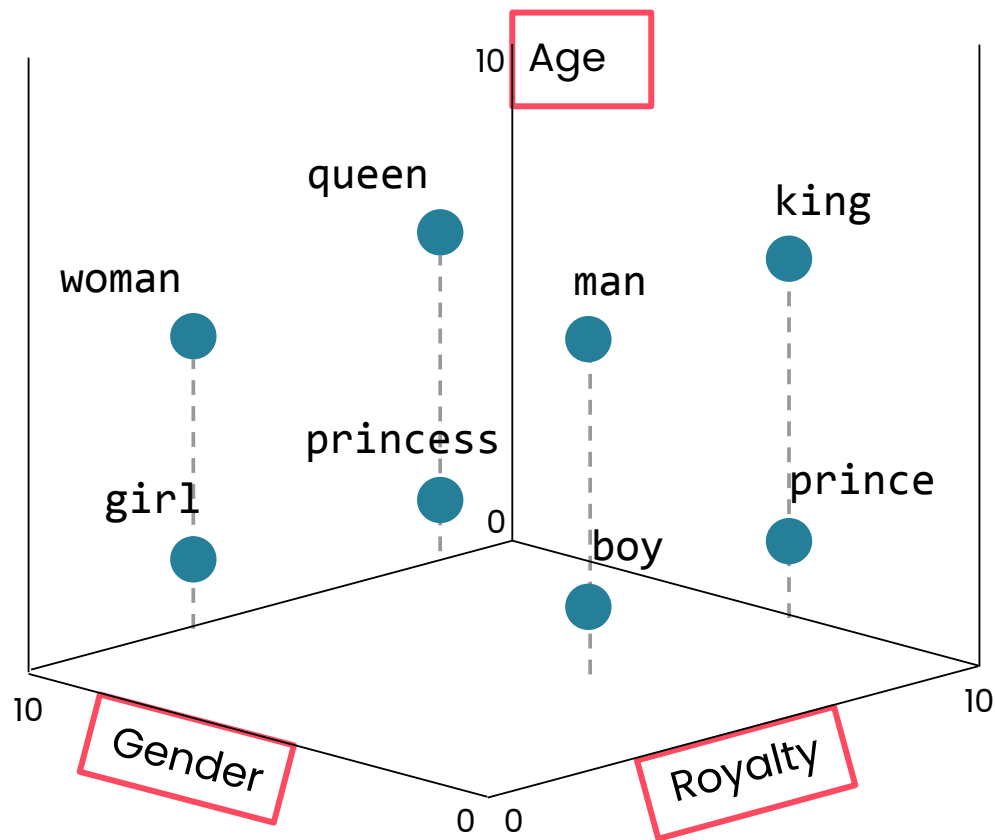 10 Age
queen
king
woman
man
princess
prince
girl
0
boy
10
10
Gender
Royalty
0 0